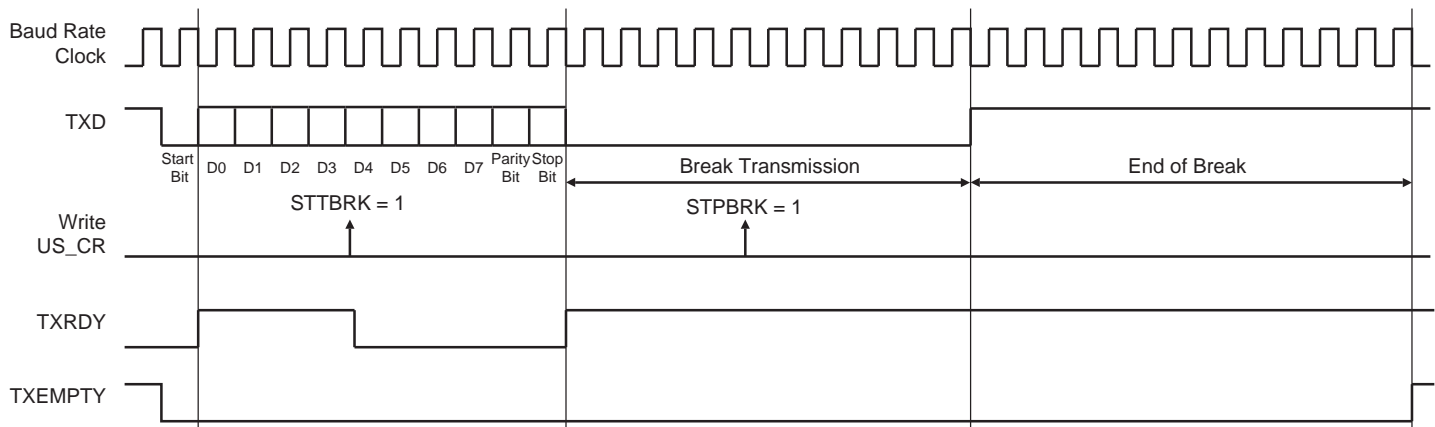 Baud Rate
Clock
TXD
Start
Bit
D0 D1 D2 D3 D4 D5 D6 D7
Parity
Bit
Stop
Bit
Break Transmission
End of Break
STTBRK = 1
STPBRK = 1
Write
US_CR
TXRDY
TXEMPTY